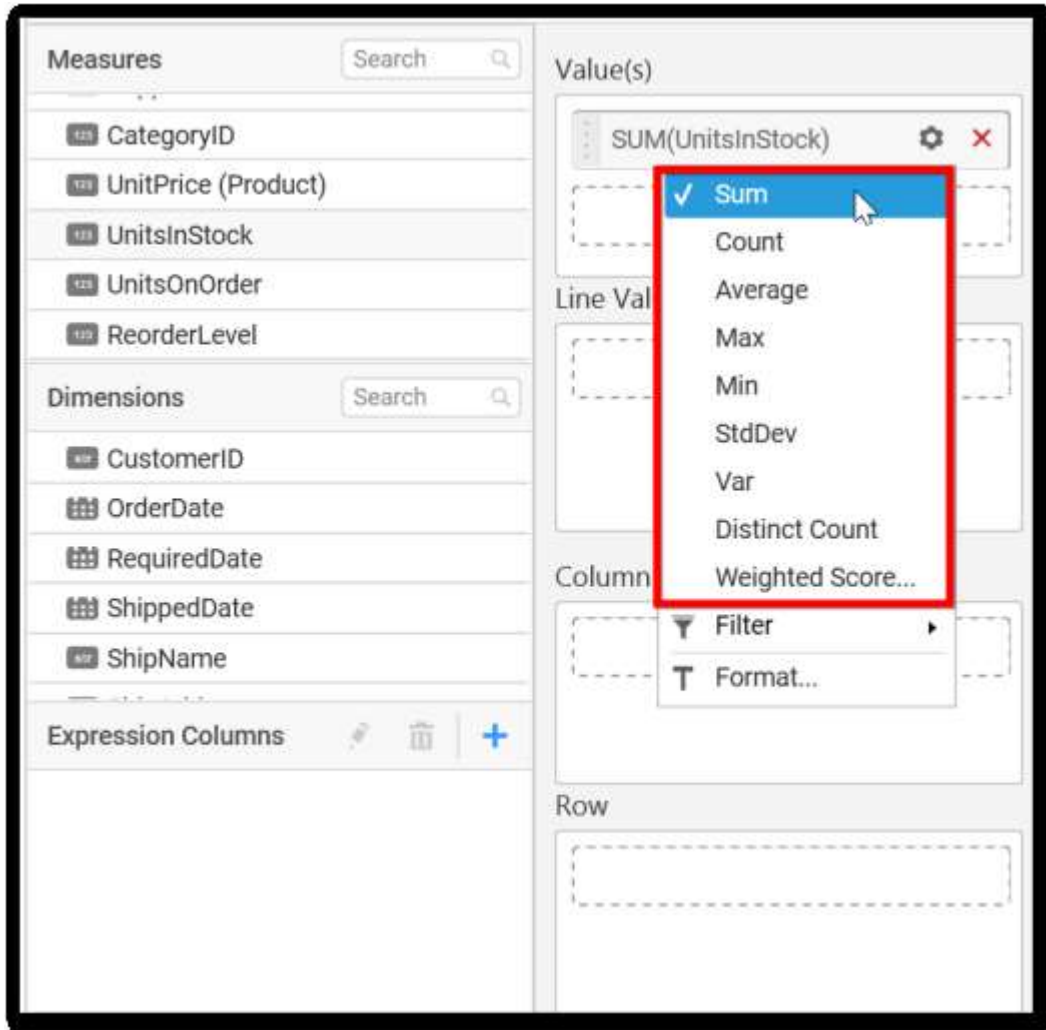 Measures
Search
CategoryID
UnitPrice (Product)
UnitsInStock
UnitsOnOrder
ReorderLevel
Dimensions
Search
CustomerID
OrderDate
RequiredDate
ShippedDate
ShipName
Expression Columns
Value(s)
SUM(UnitsInStock)
Sum
Count
Average
Max
Min
StdDev
Var
Distinct Count
Weighted Score...
Filter
Format...
Line Val
Column
Row